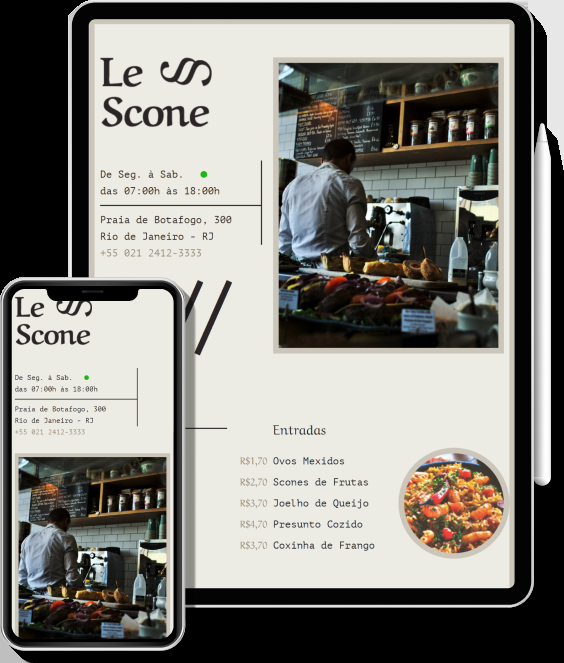 Le
Scone
De Seg. à Sab.
das 07:00h às 18:00h
Praia de Botafogo, 300
Rio de Janeiro - RJ
+55 021 2412-3333
Entradas
R$1,70 Ovos Mexidos
R$2,70 Scones de Frutas
R$3,70 Joelho de Queijo
R$4,70 Presunto Cozido
R$3,70 Coxinha de Frango
Le
Scone
De Seg. à Sab.
das 07:00h às 18:00h
Praia de Botafogo, 300
Rio de Janeiro - RJ
+55 021 2412-3333